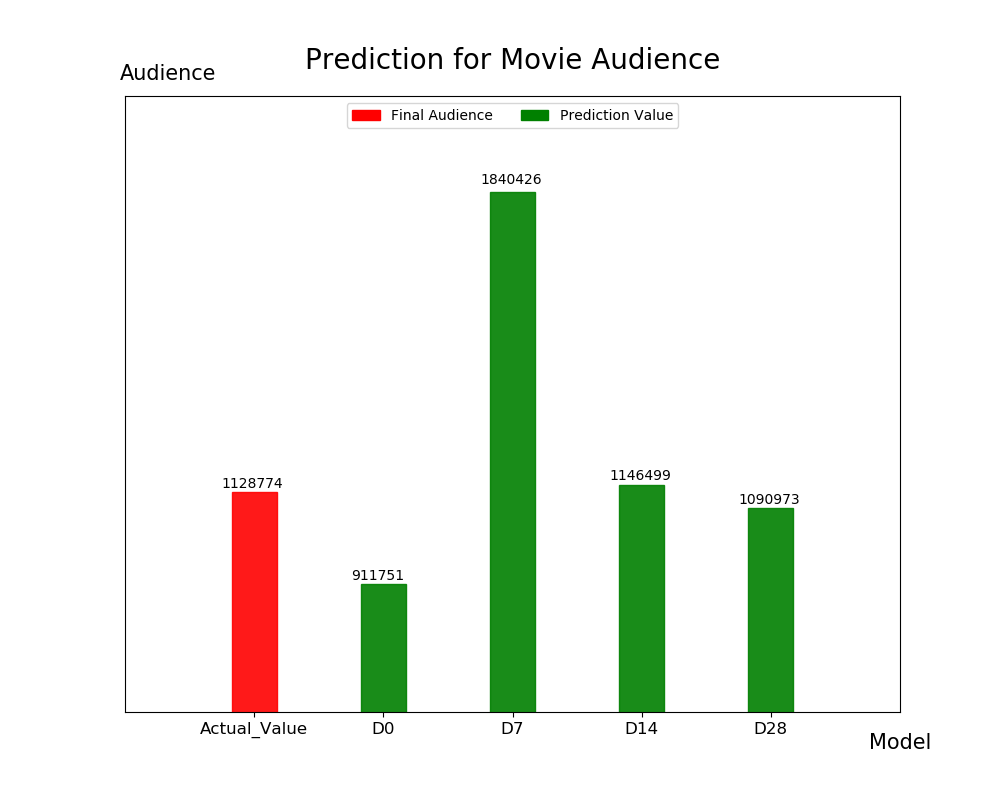 Prediction for Movie Audience
Audience
Final Audience Prediction Value
1840426
1128774
1146499
1090973
911751
Actual_Value D0 D7 D14 D28
Model